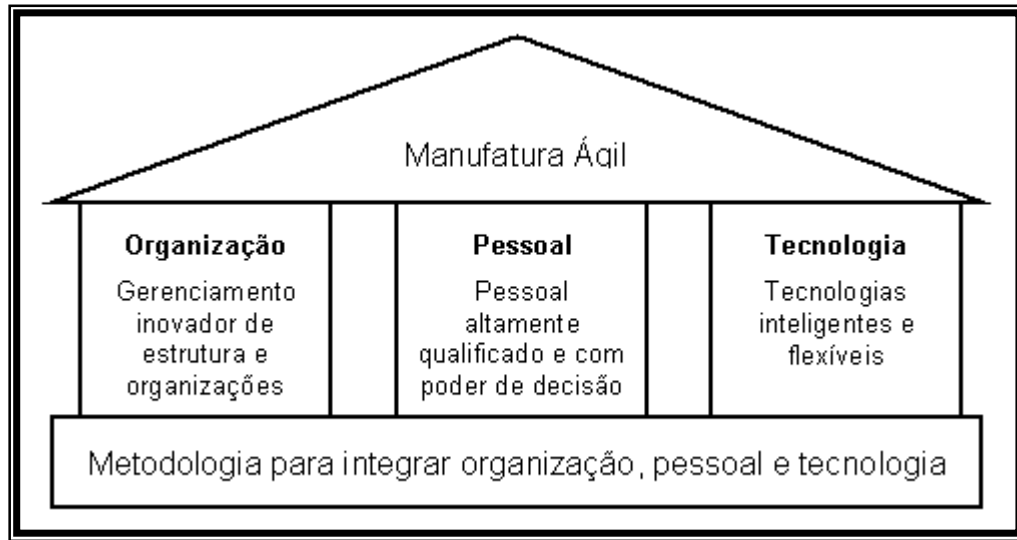 Manufatura Ágil
Organização
Gerenciamento
inovador de
estrutura e
organizações
Pessoal
Pessoal
altamente
qualificado e com
poder de decisão
Tecnologia
Tecnologias
inteligentes e
flexíveis
Metodologia para integrar organização, pessoal e tecnologia